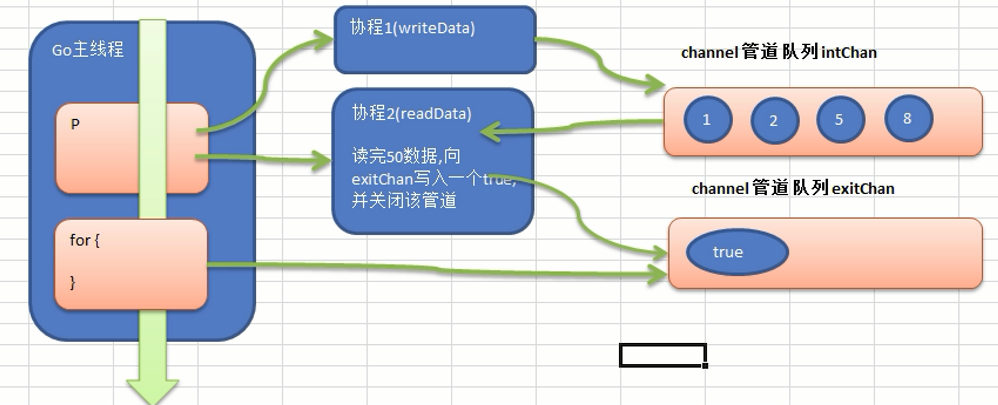 Go主线程
P
for {
}
协程1(writeData)
协程2(readData)
读完50数据,向
exitChan写入一个true,
并关闭该管道
channel 管道 队列 intChan
1 2 5 8
channel 管道 队列 exitChan
true